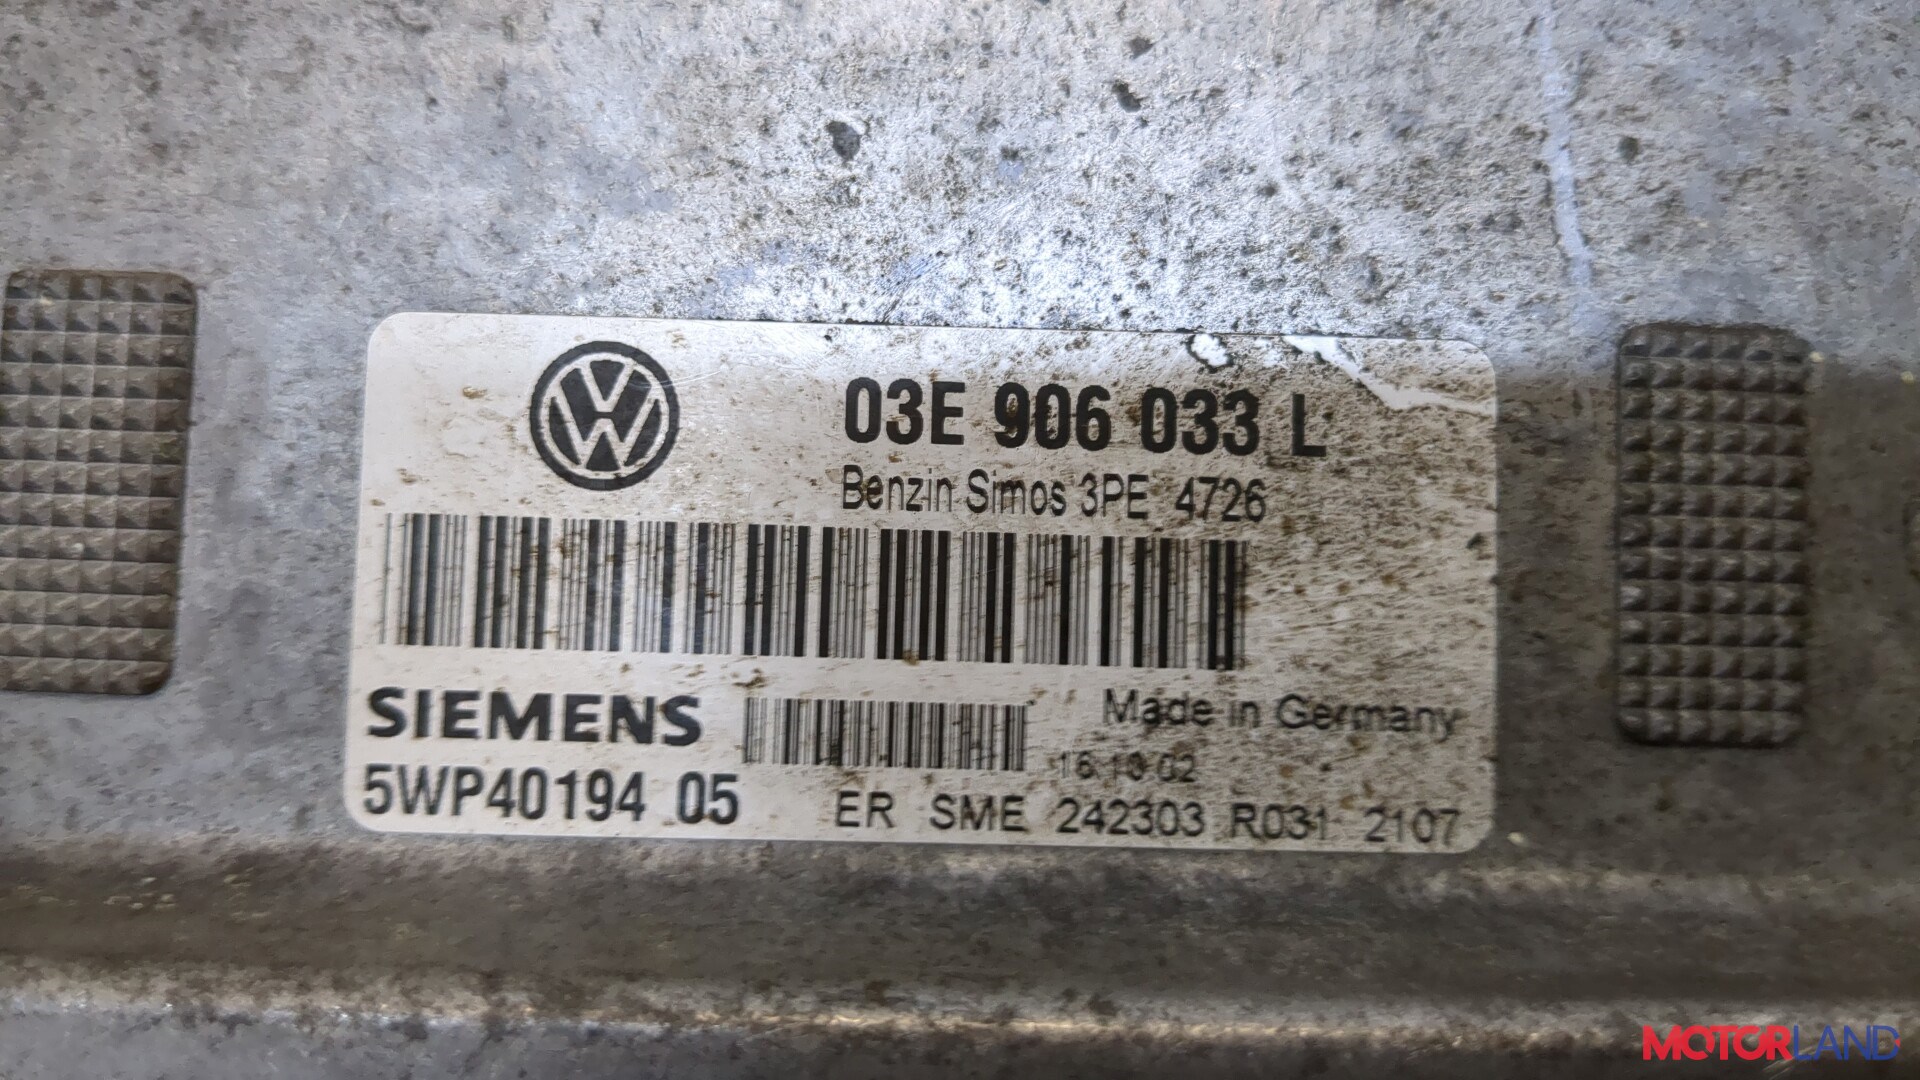 03E 906 033 L
Benzin Simos 3PE 4726
SIEMENS
Made in Germany
16.10.02
5WP40194 05
ER SME 242303 R031 2107
MOTORLAND